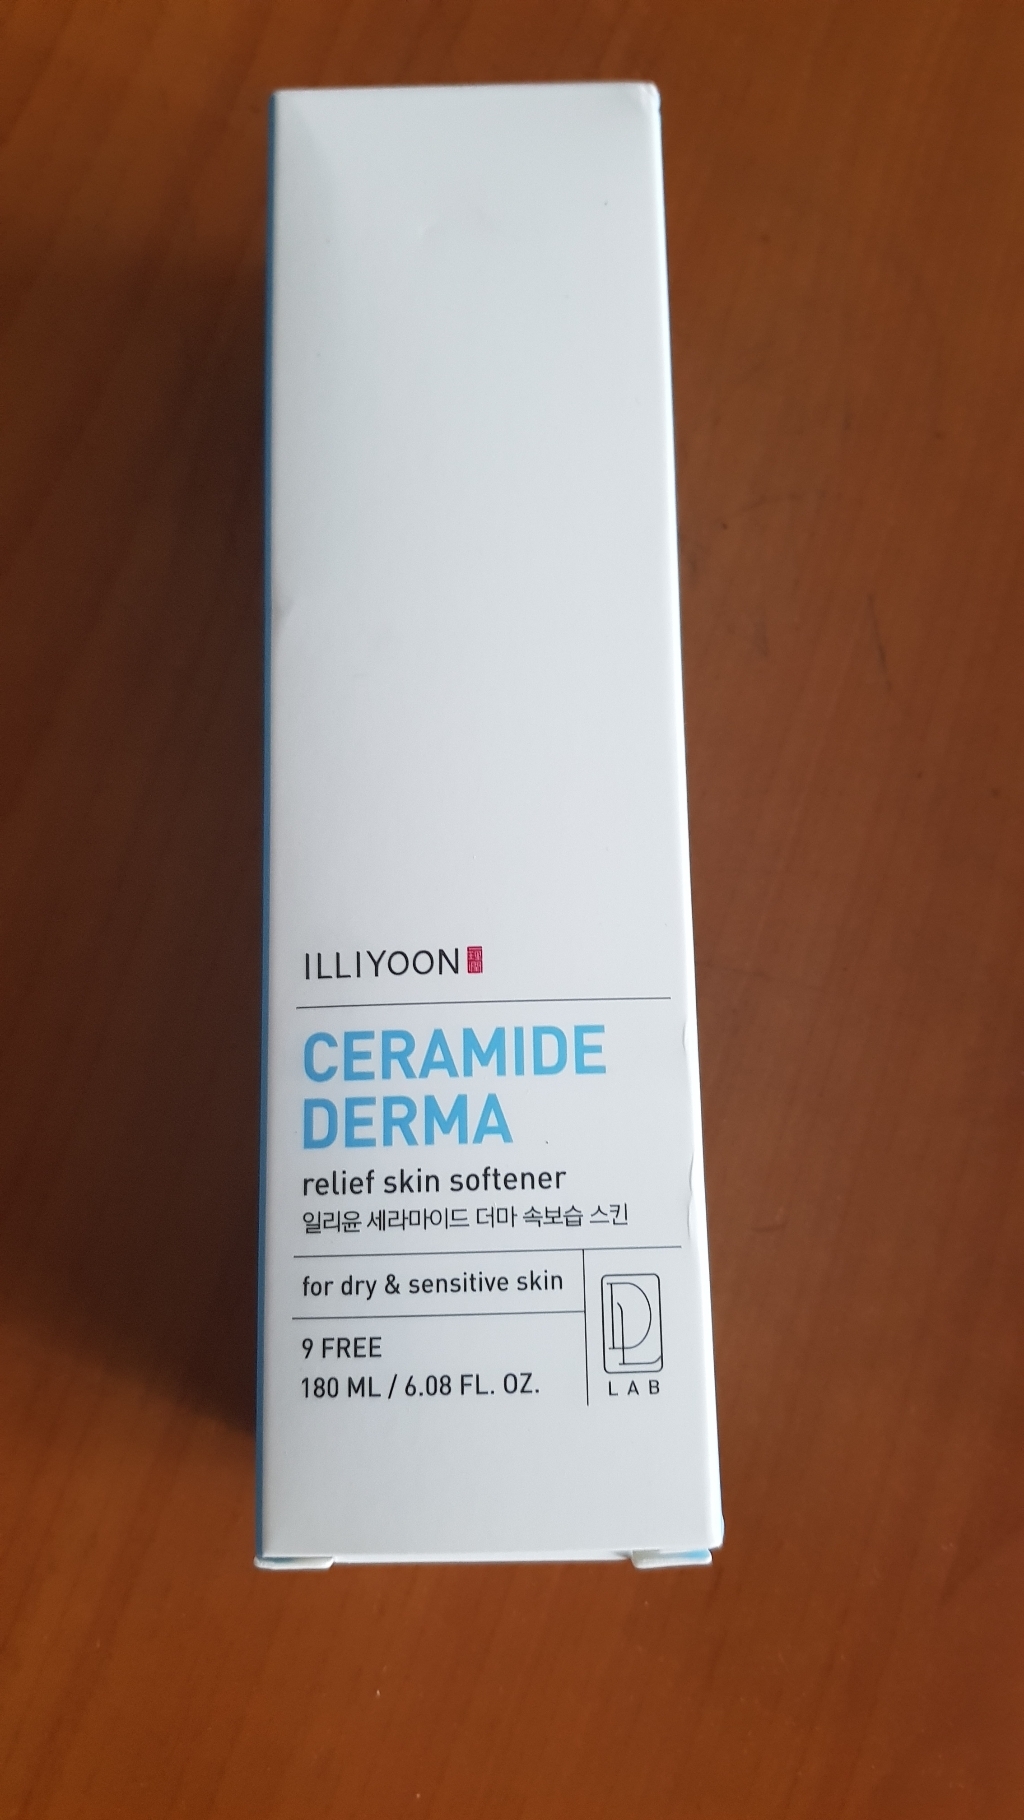 ILLIYOON
CERAMIDE
DERMA
relief skin softener
일리윤 세라마이드 더마 속보습 스킨
for dry & sensitive skin
9 FREE
180 ML / 6.08 FL. OZ.
DL
LAB